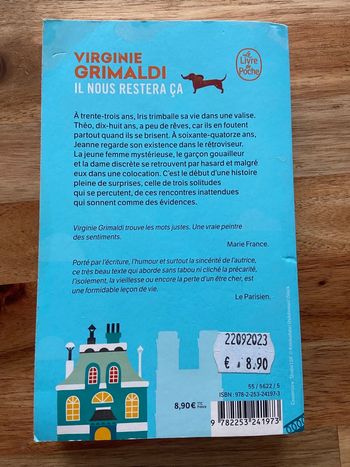 VIRGINIE
GRIMALDI
IL NOUS RESTERA ÇA
Le
Livre
de
Poche
À trente-trois ans, Iris trimballe sa vie dans une valise.
Théo, dix-huit ans, a peu de rêves, car ils en foutent
partout quand ils se brisent. À soixante-quatorze ans,
Jeanne regarde son existence dans le rétroviseur.
La jeune femme mystérieuse, le garçon gouailleur
et la dame discrète se retrouvent par hasard et malgré
eux dans une colocation. C'est le début d'une histoire
pleine de surprises, celle de trois solitudes
qui se percutent, de ces rencontres inattendues
qui sonnent comme des évidences.
Virginie Grimaldi trouve les mots justes. Une vraie peintre
des sentiments.
Marie France.
Porté par l'écriture, l'humour et surtout la sincérité de l'autrice,
ce très beau texte qui aborde sans tabou ni cliché la précarité,
l'isolement, la vieillesse ou encore la perte d'un être cher, est
une formidable leçon de vie.
Le Parisien.
22092023
€ 8.90
55 / 5622 / 5
ISBN : 978-2-253-24197-3
8,90 € TTC
France
9 782253 241973